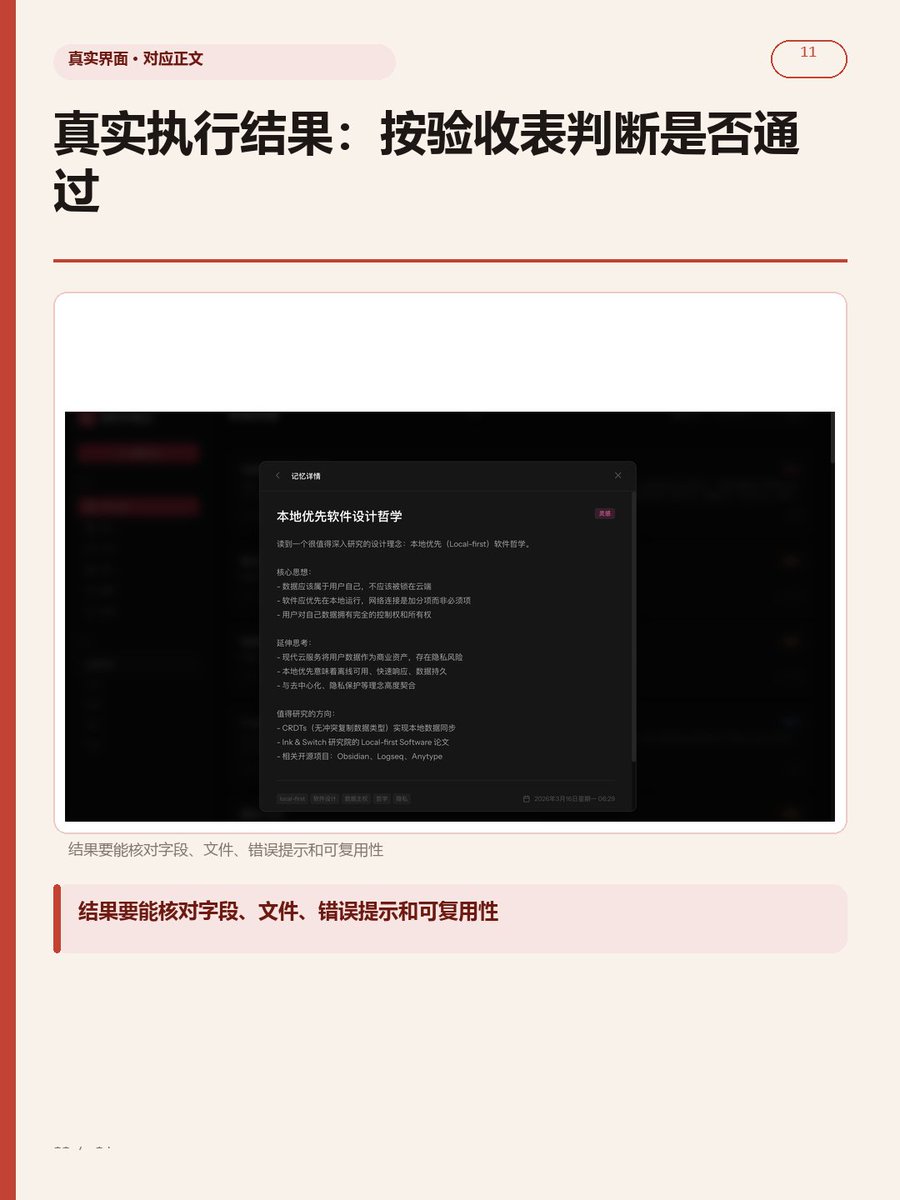 真实界面·对应正文
11
真实执行结果：按验收表判断是否通
过
记忆详情
本地优先软件设计哲学
灵感
读到一个很值得深入研究的设计理念：本地优先（Local-first）软件哲学。
核心思想：
- 数据应该属于用户自己，不应该被锁在云端
- 软件应优先在本地运行，网络连接是加分项而非必须项
- 用户对自己数据拥有完全的控制权和所有权
延伸思考：
- 现代云服务将用户数据作为商业资产，存在隐私风险
- 本地优先意味着离线可用、快速响应、数据持久
- 与去中心化、隐私保护等理念高度契合
值得研究的方向：
- CRDTs（无冲突复制数据类型）实现本地数据同步
- Ink & Switch 研究院的 Local-first Software 论文
- 相关开源项目：Obsidian、Logseq、Anytype
local-first 软件设计 数据主权 哲学 隐私
2026年3月16日星期一 06:29
结果要能核对字段、文件、错误提示和可复用性
结果要能核对字段、文件、错误提示和可复用性